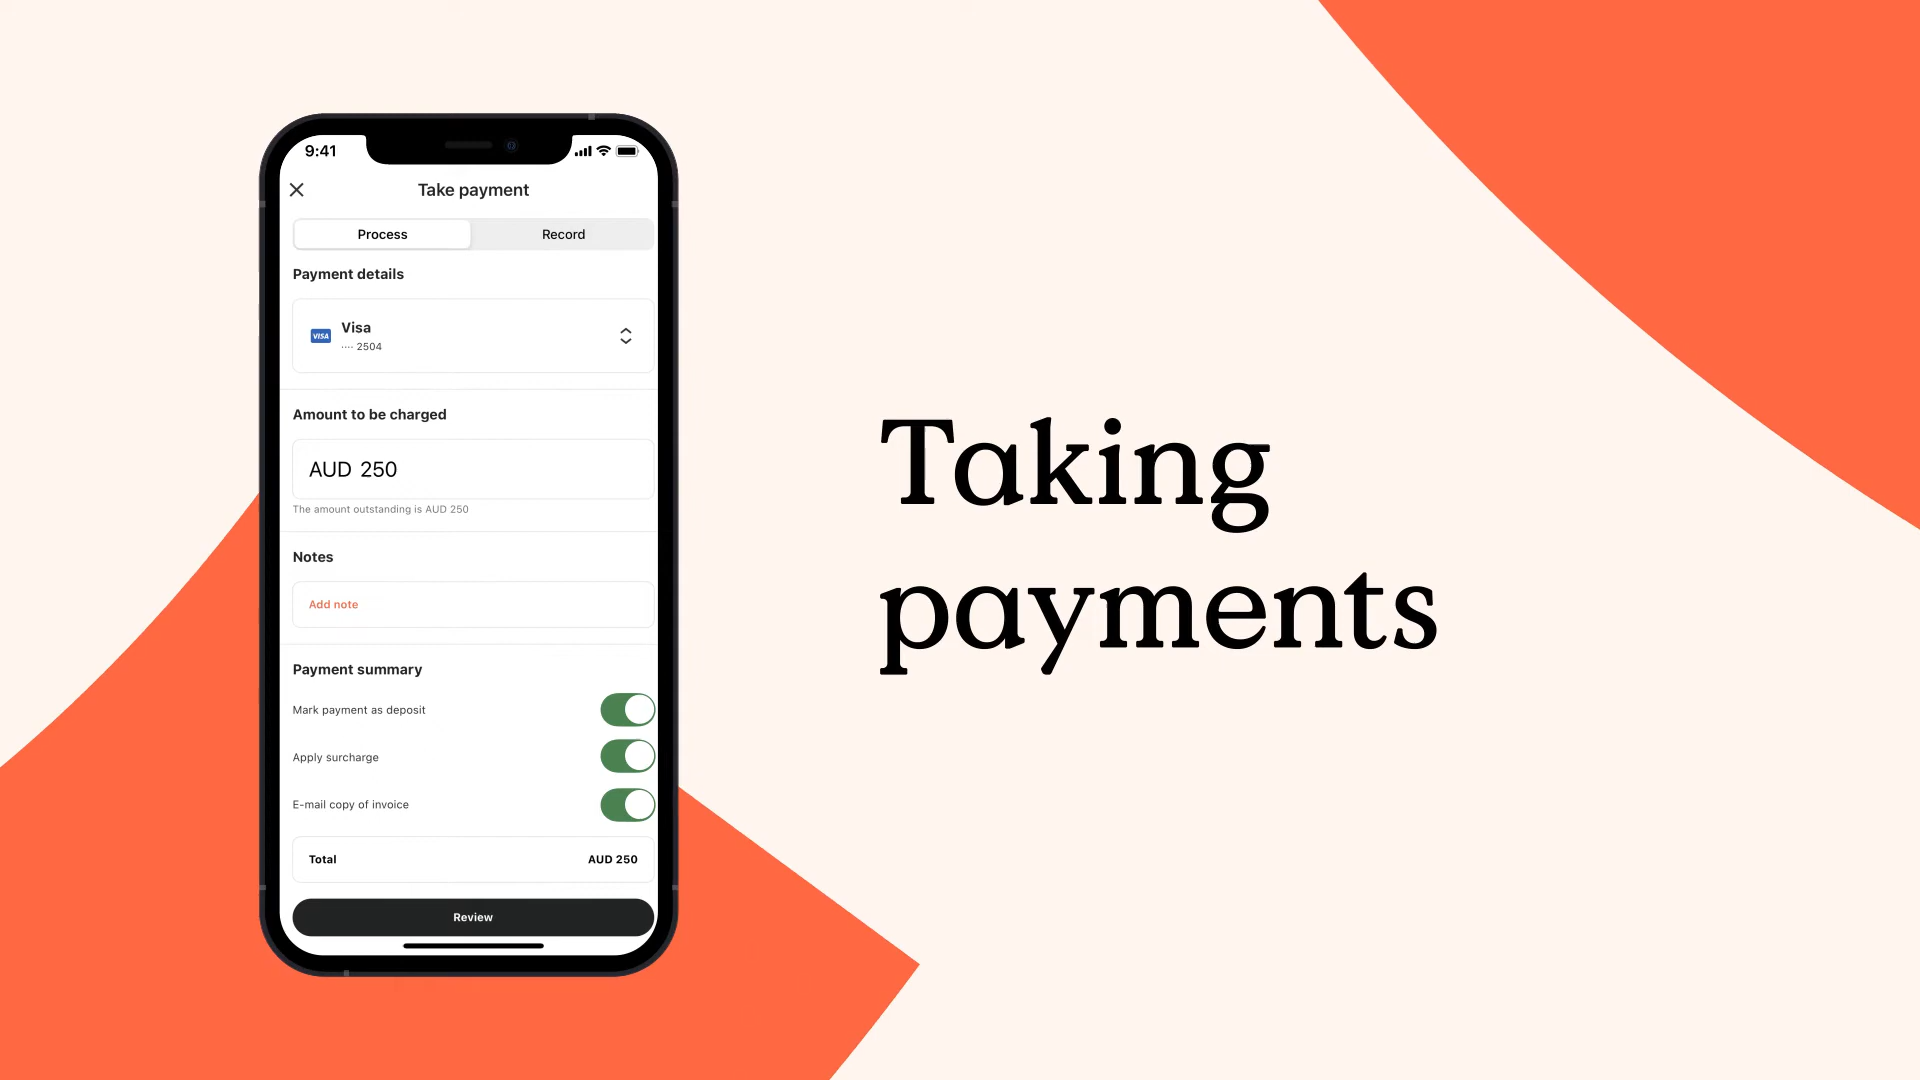 9:41
Take payment
Process
Record
Payment details
VISA
Visa
···· 2504
Amount to be charged
AUD 250
The amount outstanding is AUD 250
Notes
Add note
Payment summary
Mark payment as deposit
Apply surcharge
E-mail copy of invoice
Total
AUD 250
Review
Taking
payments